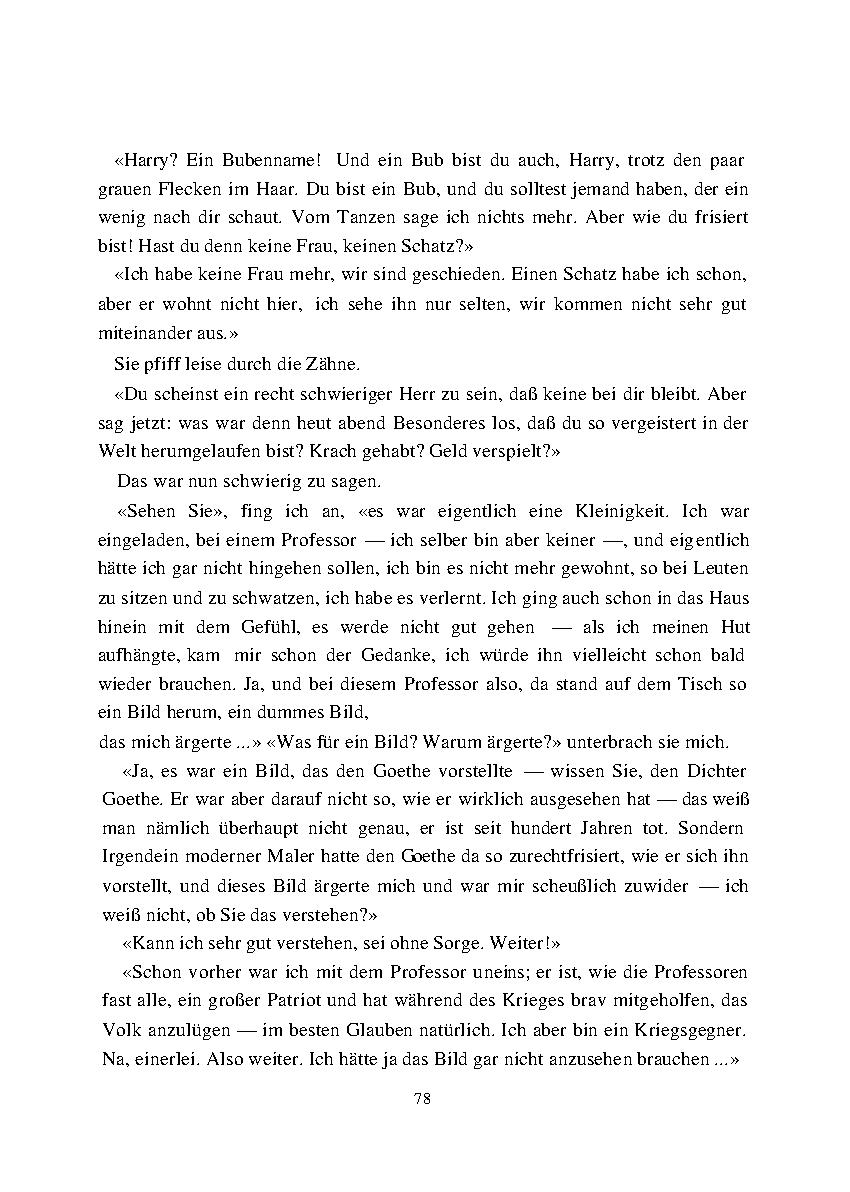 «Harry? Ein Bubenname! Und ein Bub bist du auch, Harry, trotz den paar
grauen Flecken im Haar. Du bist ein Bub, und du solltest jemand haben, der ein
wenig nach dir schaut. Vom Tanzen sage ich nichts mehr. Aber wie du frisiert
bist! Hast du denn keine Frau, keinen Schatz?»
«Ich habe keine Frau mehr, wir sind geschieden. Einen Schatz habe ich schon,
aber er wohnt nicht hier, ich sehe ihn nur selten, wir kommen nicht sehr gut
miteinander aus.»
Sie pfiff leise durch die Zähne.
«Du scheinst ein recht schwieriger Herr zu sein, daß keine bei dir bleibt. Aber
sag jetzt: was war denn heut abend Besonderes los, daß du so vergeistert in der
Welt herumgelaufen bist? Krach gehabt? Geld verspielt?»
Das war nun schwierig zu sagen.
«Sehen Sie», fing ich an, «es war eigentlich eine Kleinigkeit. Ich war
eingeladen, bei einem Professor — ich selber bin aber keiner —, und eigentlich
hätte ich gar nicht hingehen sollen, ich bin es nicht mehr gewohnt, so bei Leuten
zu sitzen und zu schwatzen, ich habe es verlernt. Ich ging auch schon in das Haus
hinein mit dem Gefühl, es werde nicht gut gehen — als ich meinen Hut
aufhängte, kam mir schon der Gedanke, ich würde ihn vielleicht schon bald
wieder brauchen. Ja, und bei diesem Professor also, da stand auf dem Tisch so
ein Bild herum, ein dummes Bild,
das mich ärgerte ...» «Was für ein Bild? Warum ärgerte?» unterbrach sie mich.
«Ja, es war ein Bild, das den Goethe vorstellte — wissen Sie, den Dichter
Goethe. Er war aber darauf nicht so, wie er wirklich ausgesehen hat — das weiß
man nämlich überhaupt nicht genau, er ist seit hundert Jahren tot. Sondern
Irgendein moderner Maler hatte den Goethe da so zurechtfrisiert, wie er sich ihn
vorstellt, und dieses Bild ärgerte mich und war mir scheußlich zuwider — ich
weiß nicht, ob Sie das verstehen?»
«Kann ich sehr gut verstehen, sei ohne Sorge. Weiter!»
«Schon vorher war ich mit dem Professor uneins; er ist, wie die Professoren
fast alle, ein großer Patriot und hat während des Krieges brav mitgeholfen, das
Volk anzulügen — im besten Glauben natürlich. Ich aber bin ein Kriegsgegner.
Na, einerlei. Also weiter. Ich hätte ja das Bild gar nicht anzusehen brauchen ...»
78